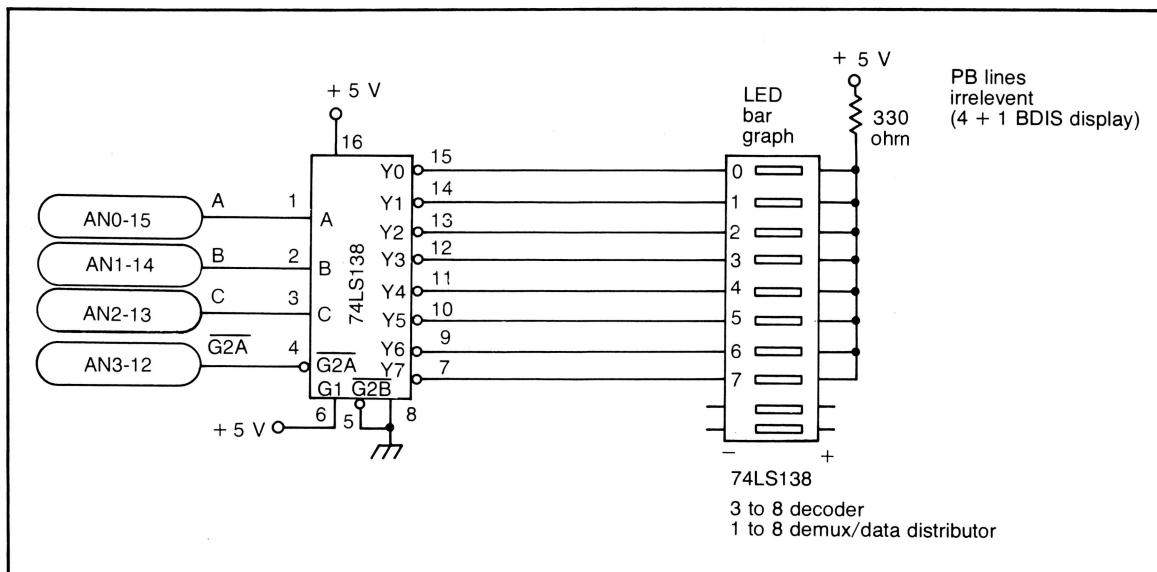 + 5 V
PB lines
irrelevent
(4 + 1 BDIS display)
LED
bar
graph
330
ohm
+ 5 V
16
AN0-15
A
1
A
AN1-14
B
2
B
AN2-13
C
3
C
AN3-12
G2A
4
G2A
74LS138
G1
G2B
6
5
8
+ 5 V
Y0
15
0
Y1
14
1
Y2
13
2
Y3
12
3
Y4
11
4
Y5
10
5
Y6
9
6
Y7
7
7
− +
74LS138
3 to 8 decoder
1 to 8 demux/data distributor